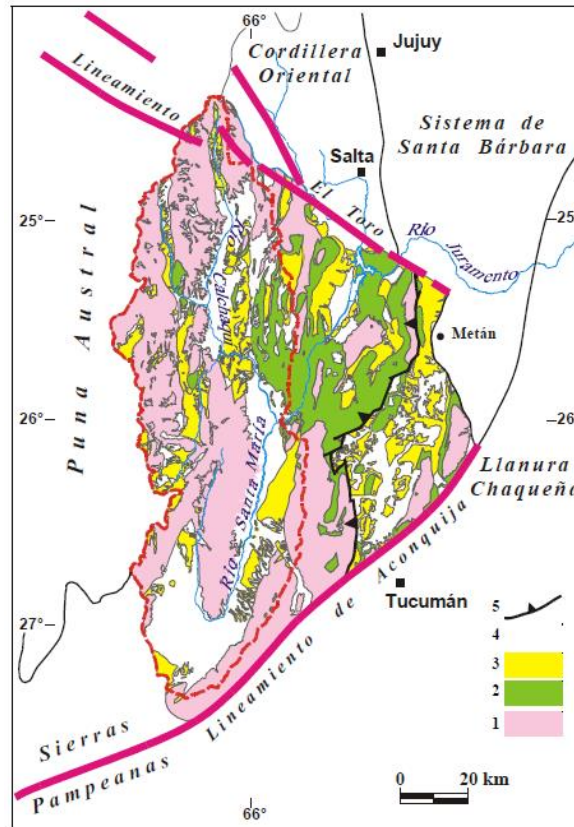 66°
Jujuy
Cordillera
Oriental
Lineamiento
Sistema de
Santa Bárbara
Salta
El Toro
25°
25°
Río
Juramento
Río
Calchaquí
Metán
Puna Austral
26°
26°
Llanura
Chaqueña
Río Santa María
Tucumán
27°
Lineamiento de Aconquija
Sierras
Pampeanas
5
4
3
2
1
0 20 km
66°